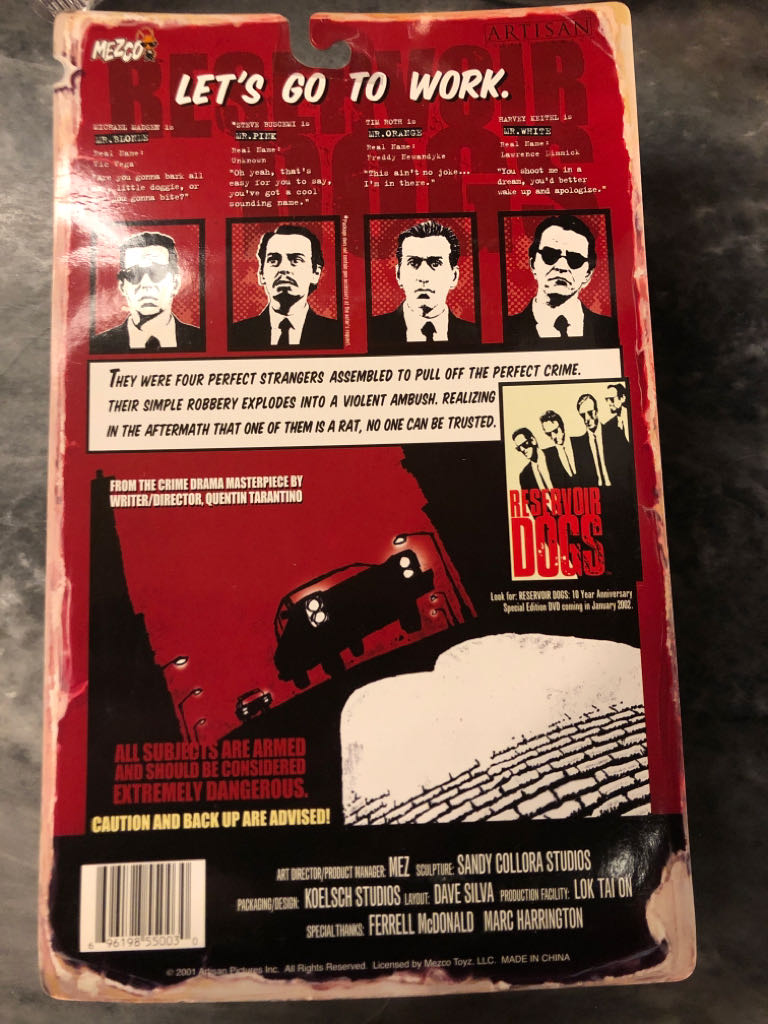 MEZCO
ARTISAN
RESERVOIR
DOGS
LET'S GO TO WORK.
MICHAEL MADSEN is
MR.BLONDE
Real Name:
Vic Vega
"Are you gonna bark all
little doggie, or
you gonna bite?"
*STEVE BUSCEMI is
MR.PINK
Real Name:
Unknown
"Oh yeah, that's
easy for you to say,
you've got a cool
sounding name."
TIM ROTH is
MR.ORANGE
Real Name:
Freddy Newandyke
"This ain't no joke...
I'm in there."
HARVEY KEITEL is
MR.WHITE
Real Name:
Lawrence Dimmick
"You shoot me in a
dream, you'd better
wake up and apologize."
THEY WERE FOUR PERFECT STRANGERS ASSEMBLED TO PULL OFF THE PERFECT CRIME.
THEIR SIMPLE ROBBERY EXPLODES INTO A VIOLENT AMBUSH. REALIZING
IN THE AFTERMATH THAT ONE OF THEM IS A RAT, NO ONE CAN BE TRUSTED.
FROM THE CRIME DRAMA MASTERPIECE BY
WRITER/DIRECTOR, QUENTIN TARANTINO
RESERVOIR
DOGS
Look for: RESERVOIR DOGS: 10 Year Anniversary
Special Edition DVD coming in January 2002.
ALL SUBJECTS ARE ARMED
AND SHOULD BE CONSIDERED
EXTREMELY DANGEROUS.
CAUTION AND BACK UP ARE ADVISED!
ART DIRECTOR/PRODUCT MANAGER: MEZ SCULPTURE: SANDY COLLORA STUDIOS
PACKAGING/DESIGN: KOELSCH STUDIOS LAYOUT: DAVE SILVA PRODUCTION FACILITY: LOK TAI ON
SPECIAL THANKS: FERRELL McDONALD MARC HARRINGTON
6 96198 55003 0
© 2001 Artisan Pictures Inc. All Rights Reserved. Licensed by Mezco Toyz, LLC. MADE IN CHINA